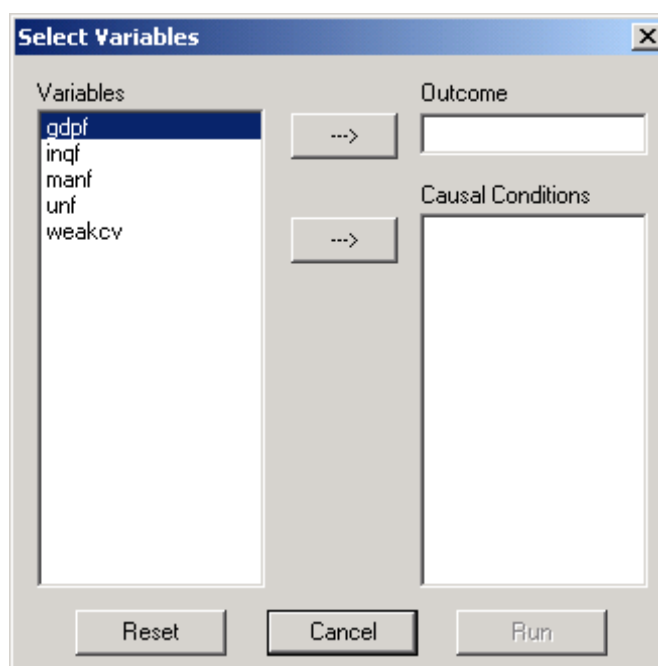 Select Variables
Variables
gdpf
inqf
manf
unf
weakcv
--->
--->
Outcome
Causal Conditions
Reset
Cancel
Run